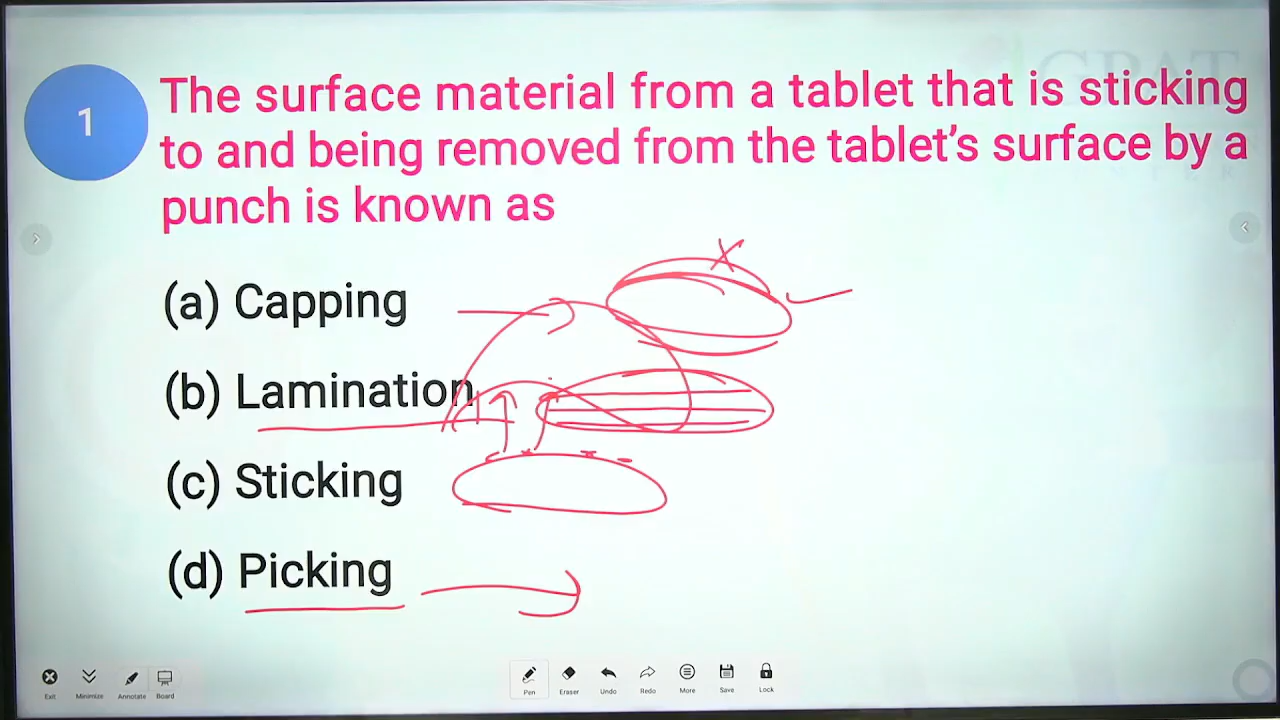 GPAT
1
The surface material from a tablet that is sticking
to and being removed from the tablet's surface by a
punch is known as
(a) Capping
(b) Lamination
(c) Sticking
(d) Picking
Exit Minimize Annotate Board Pen Eraser Undo Redo More Save Lock